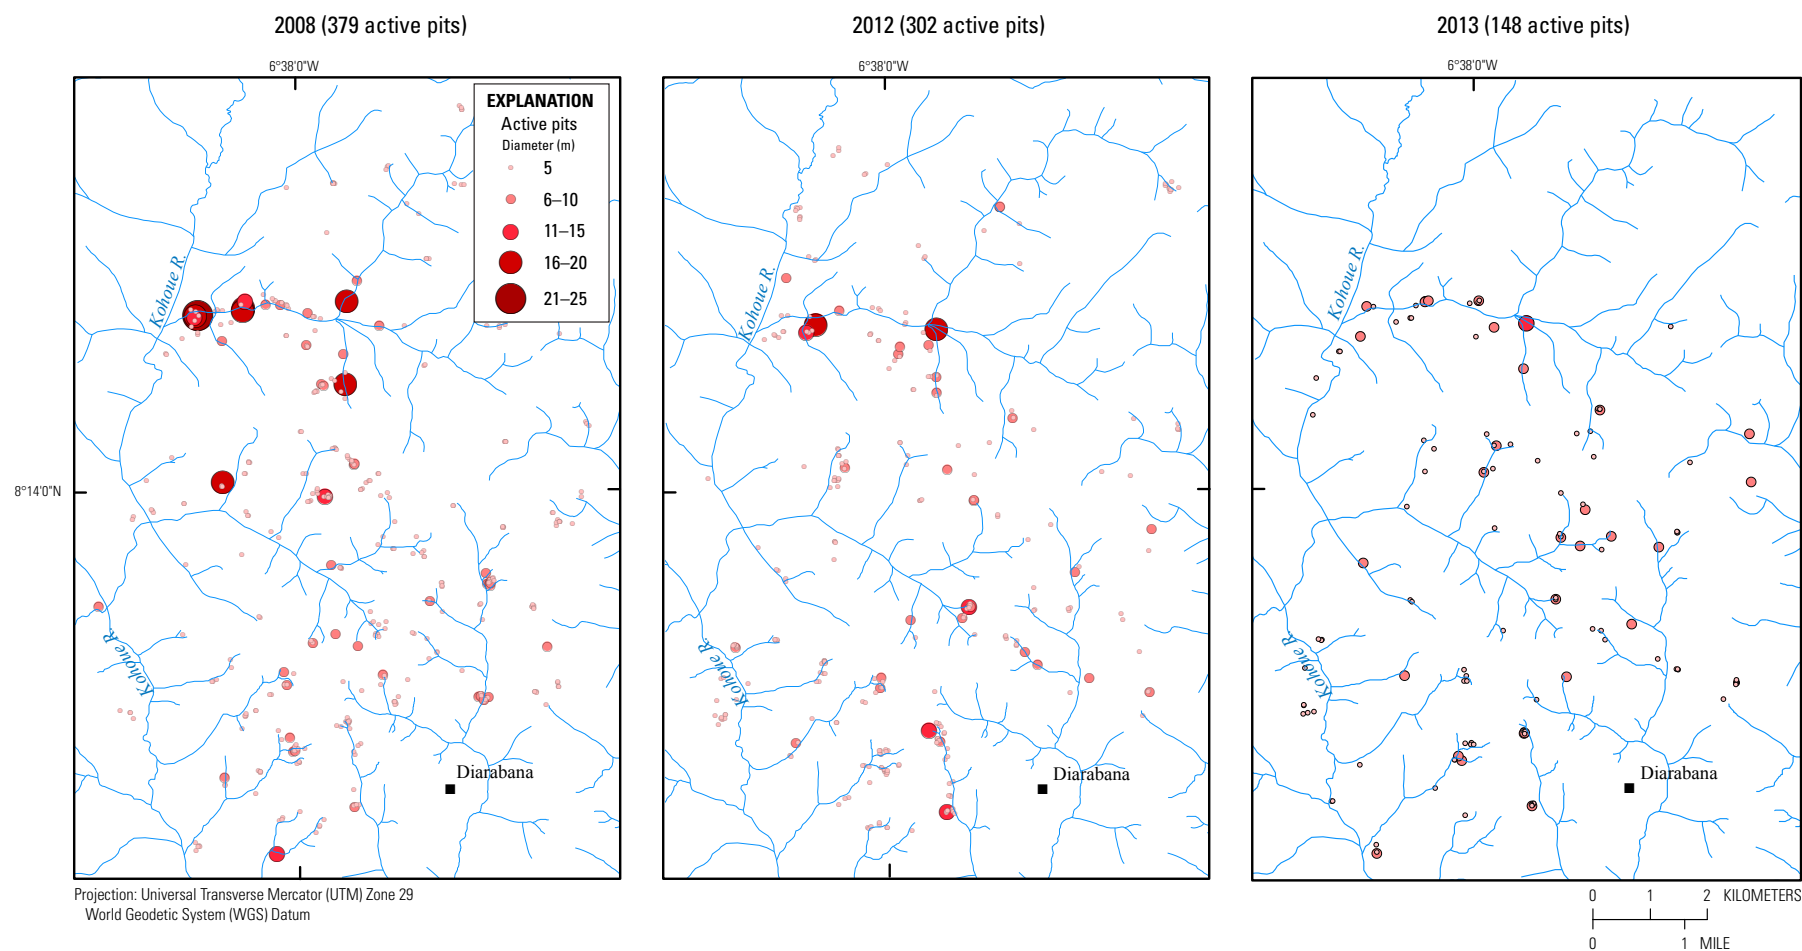 2008 (379 active pits)
2012 (302 active pits)
2013 (148 active pits)
6°38'0"W
6°38'0"W
6°38'0"W
EXPLANATION
Active pits
Diameter (m)
5
6–10
11–15
16–20
21–25
Kohoue R.
Kohoue R.
Kohoue R.
8°14'0"N
Kohoue R.
Kohoue R.
Kohoue R.
Diarabana
Diarabana
Diarabana
Projection: Universal Transverse Mercator (UTM) Zone 29
World Geodetic System (WGS) Datum
0 1 2 KILOMETERS
0 1 MILE